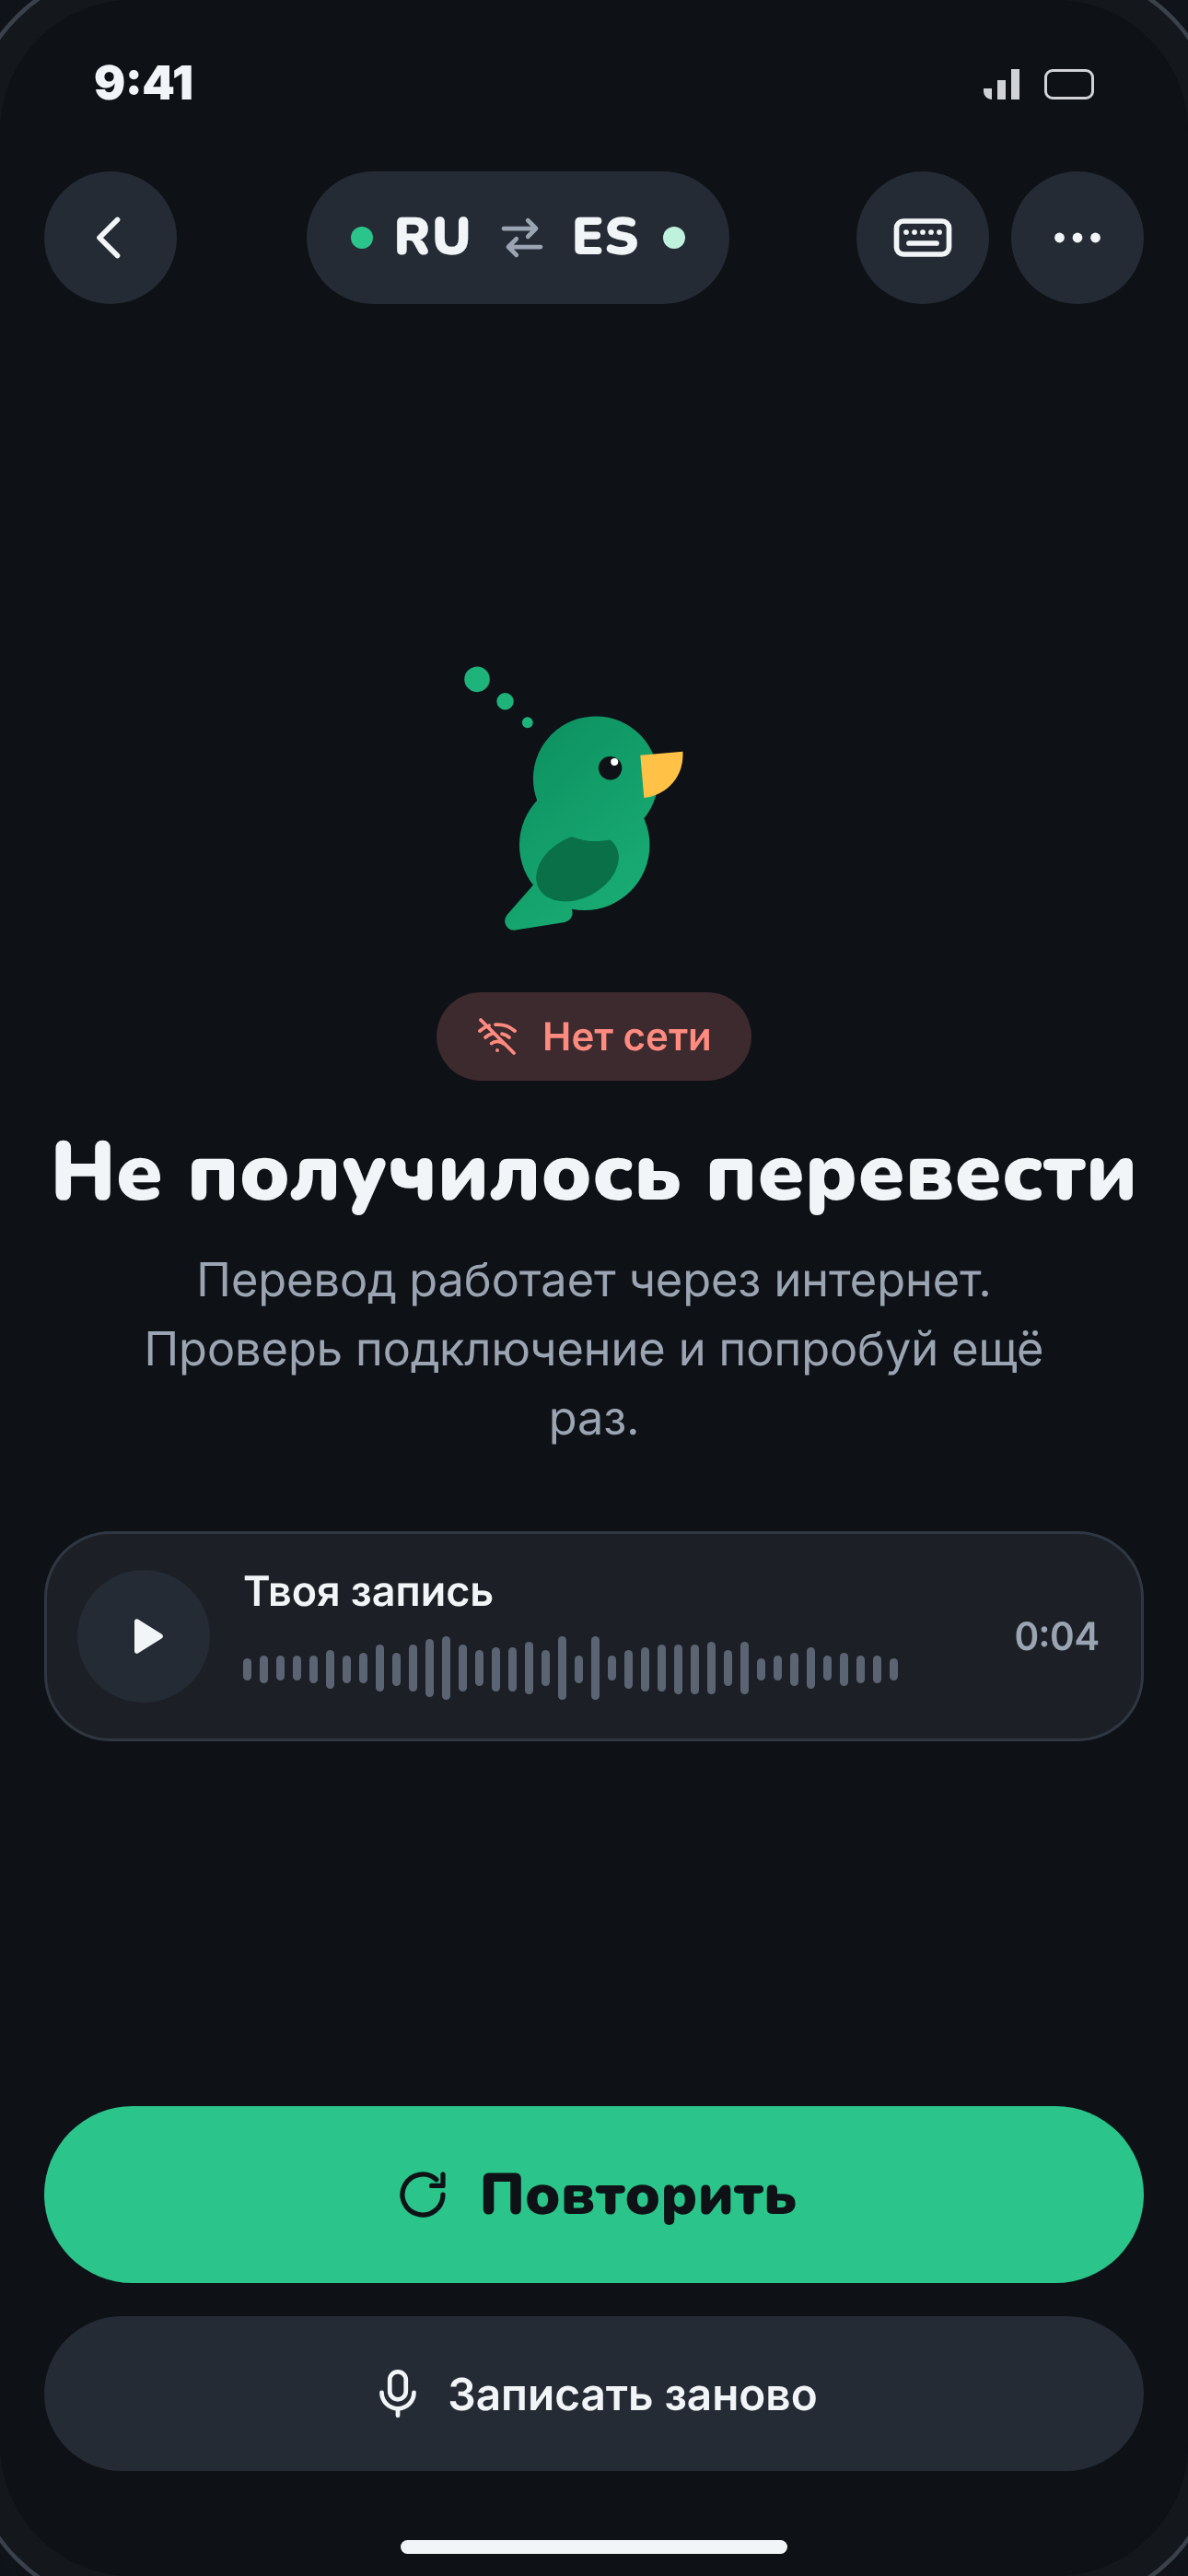 9:41
RU ES
Нет сети
Не получилось перевести
Перевод работает через интернет.
Проверь подключение и попробуй ещё
раз.
Твоя запись
0:04
Повторить
Записать заново